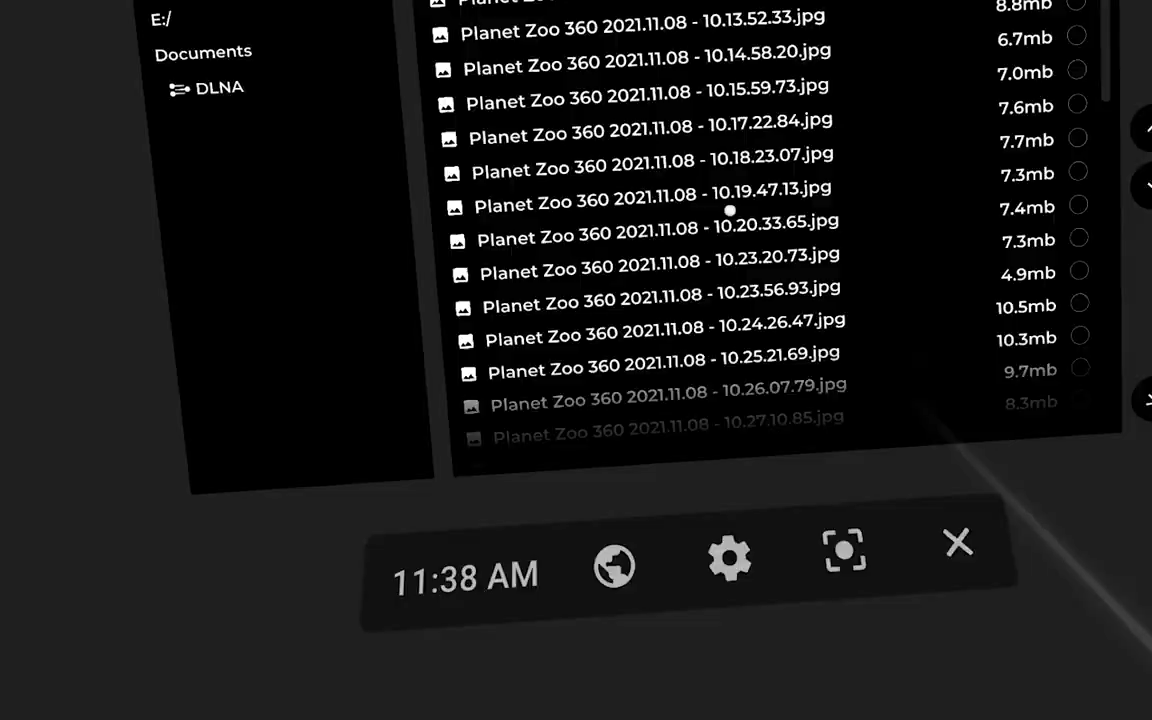 E:/
Documents
DLNA
Planet Zoo 360 2021.11.08 - 10.13.52.33.jpg 8.8mb
Planet Zoo 360 2021.11.08 - 10.14.58.20.jpg 6.7mb
Planet Zoo 360 2021.11.08 - 10.15.59.73.jpg 7.0mb
Planet Zoo 360 2021.11.08 - 10.17.22.84.jpg 7.6mb
Planet Zoo 360 2021.11.08 - 10.18.23.07.jpg 7.7mb
Planet Zoo 360 2021.11.08 - 10.19.47.13.jpg 7.3mb
Planet Zoo 360 2021.11.08 - 10.20.33.65.jpg 7.4mb
Planet Zoo 360 2021.11.08 - 10.23.20.73.jpg 7.3mb
Planet Zoo 360 2021.11.08 - 10.23.56.93.jpg 4.9mb
Planet Zoo 360 2021.11.08 - 10.24.26.47.jpg 10.5mb
Planet Zoo 360 2021.11.08 - 10.25.21.69.jpg 10.3mb
Planet Zoo 360 2021.11.08 - 10.26.07.79.jpg 9.7mb
Planet Zoo 360 2021.11.08 - 10.27.10.85.jpg 8.3mb
11:38 AM